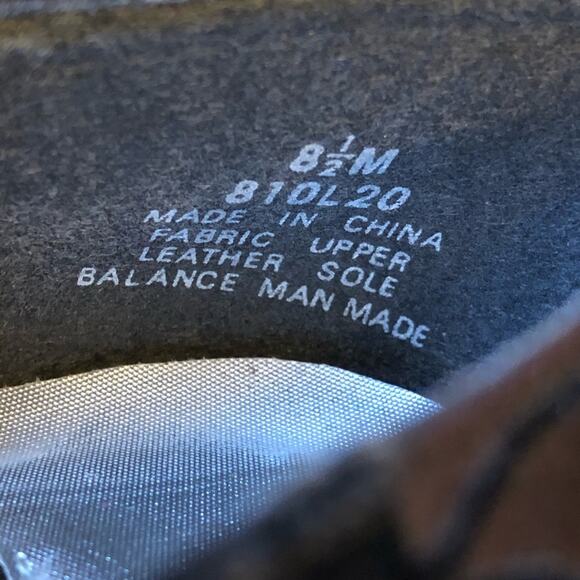 8½M
810L20
MADE IN CHINA
FABRIC UPPER
LEATHER SOLE
BALANCE MAN MADE